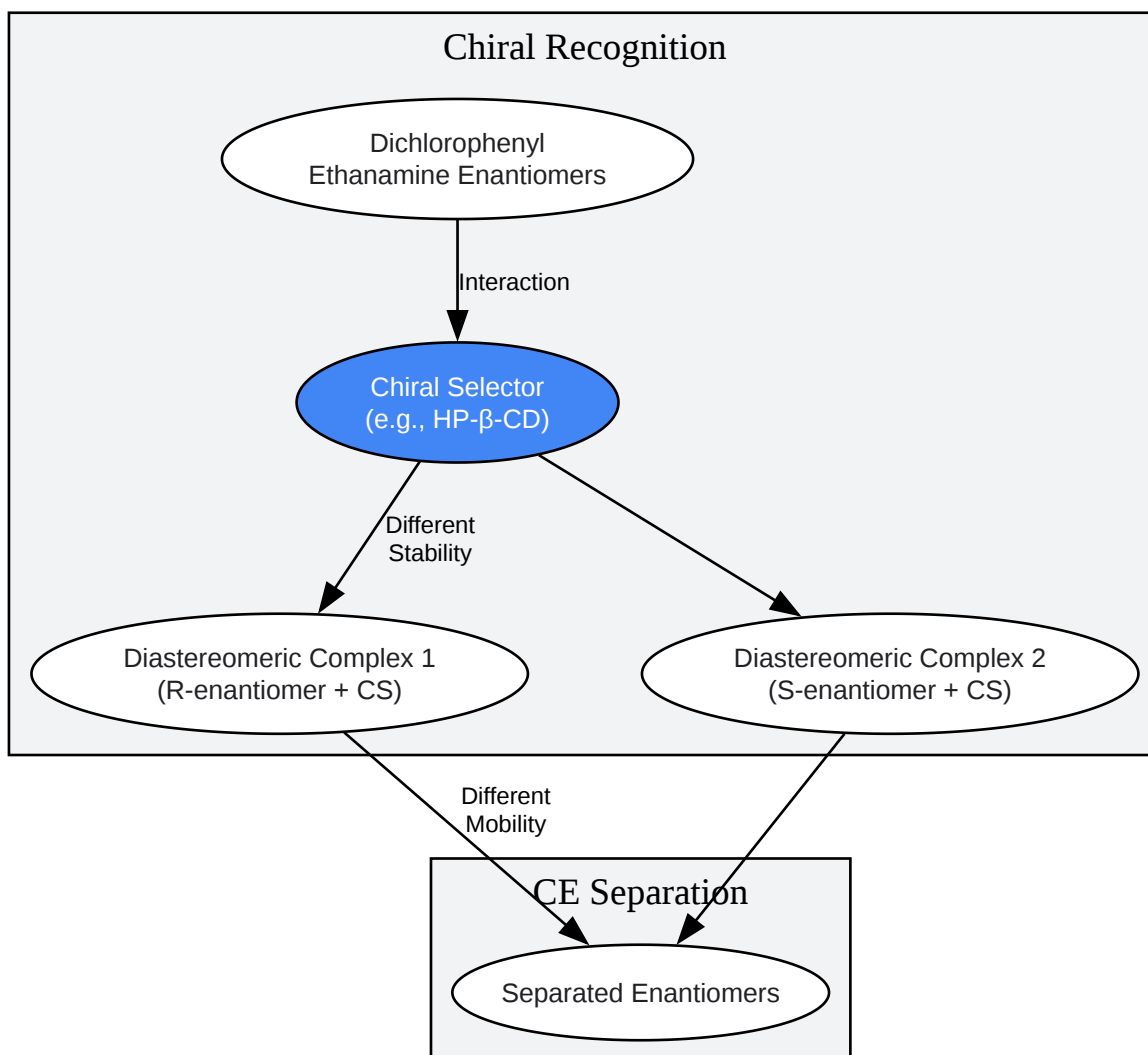 Chiral Recognition
Dichlorophenyl
Ethanamine Enantiomers
Interaction
Chiral Selector
(e.g., HP-β-CD)
Different
Stability
Diastereomeric Complex 1
(R-enantiomer + CS)
Diastereomeric Complex 2
(S-enantiomer + CS)
Different
Mobility
CE Separation
Separated Enantiomers